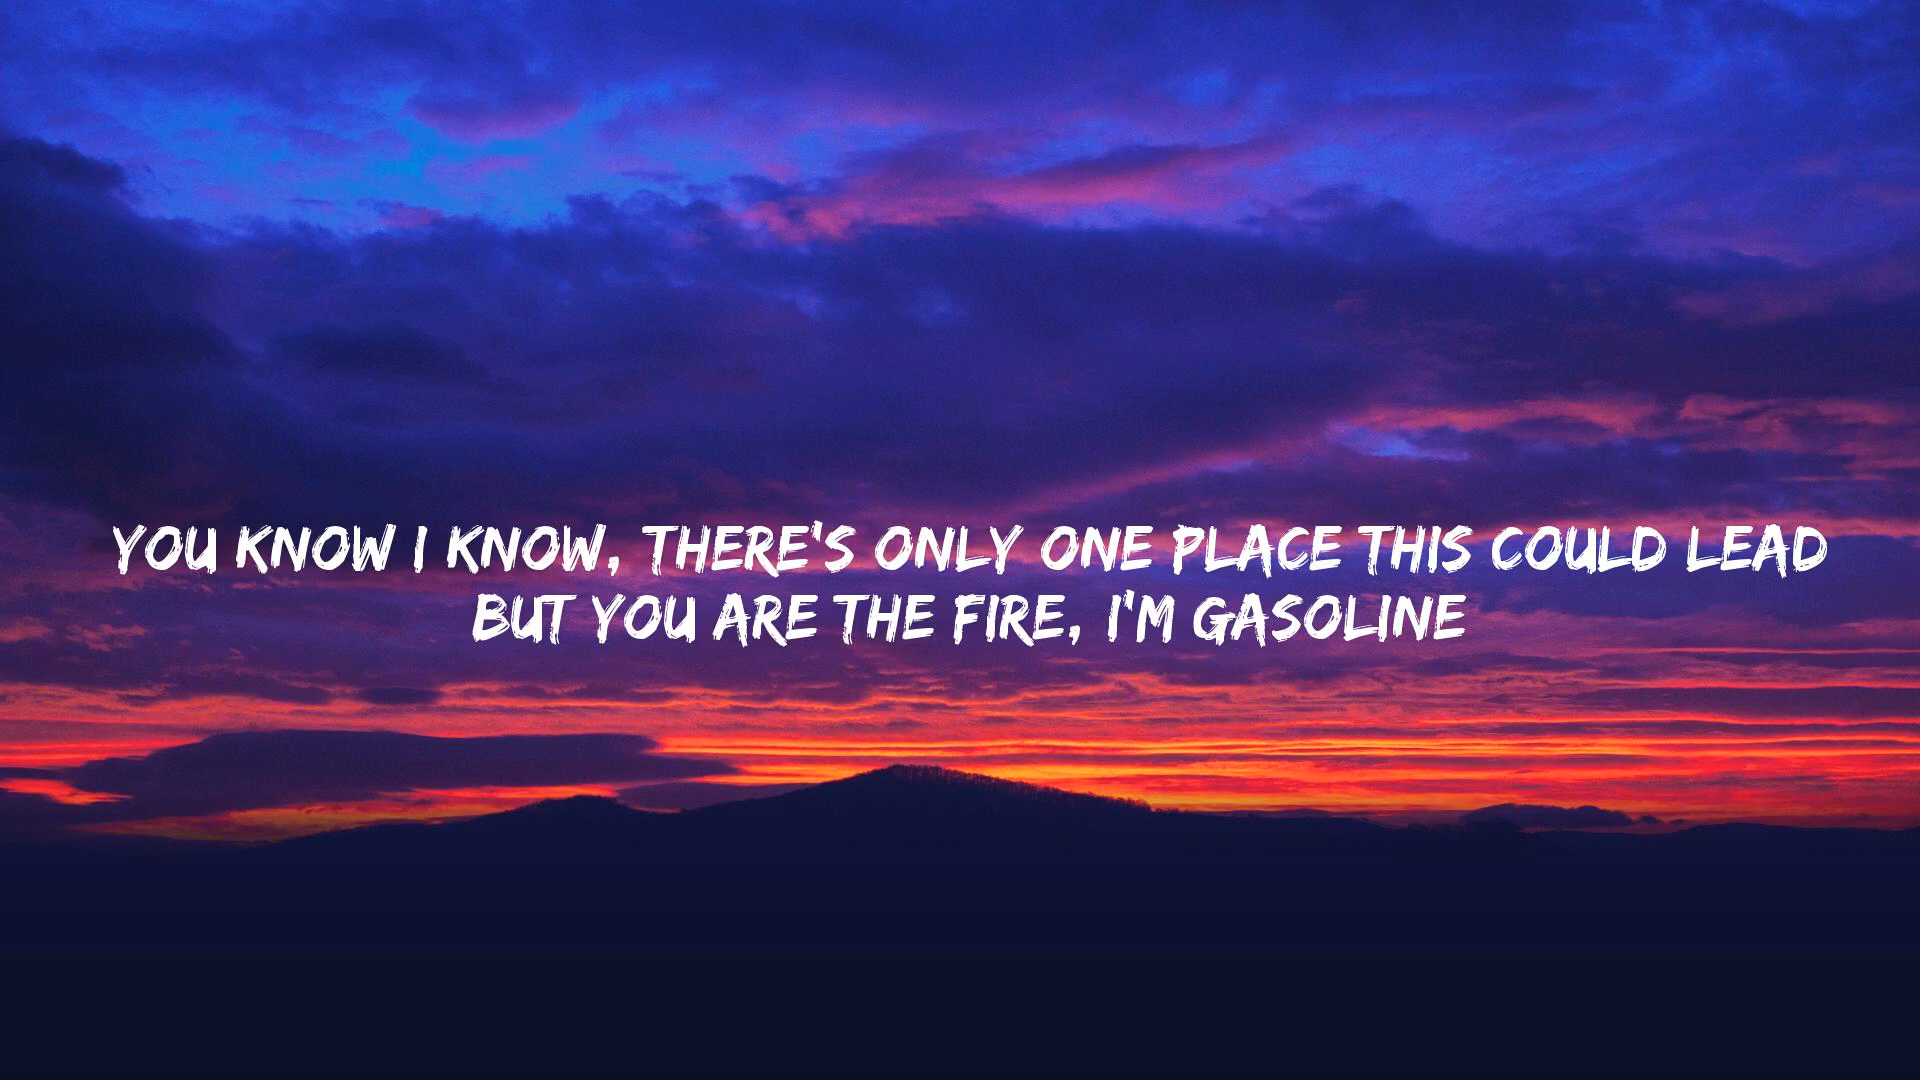 YOU KNOW I KNOW, THERE'S ONLY ONE PLACE THIS COULD LEAD
BUT YOU ARE THE FIRE, I'M GASOLINE